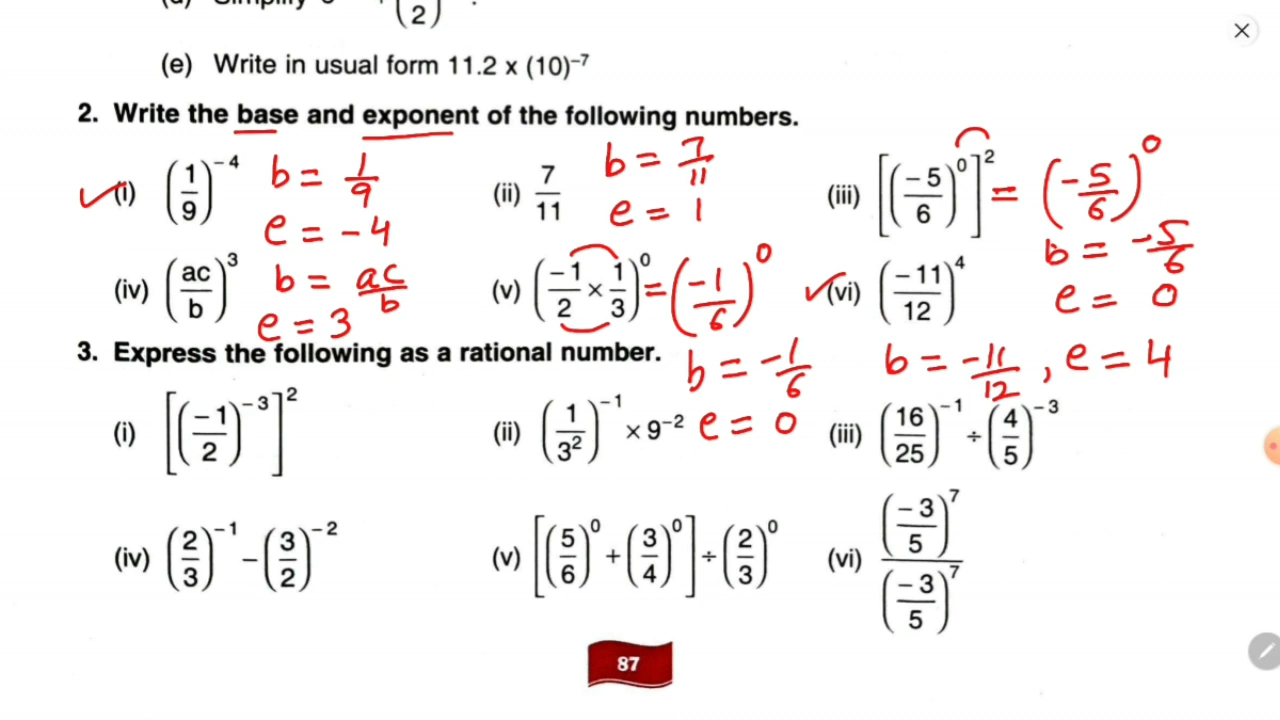 (e) Write in usual form 11.2 x (10)⁻⁷
2. Write the base and exponent of the following numbers.
(i) (1/9)⁻⁴ b = 1/9 e = -4
(ii) 7/11 b = 7/11 e = 1
(iii) [(-5/6)⁰]² = (-5/6)⁰ b = -5/6 e = 0
(iv) (ac/b)³ b = ac/b e = 3
(v) (-1/2 × 1/3)⁰ = (-1/6)⁰ b = -1/6 e = 0
(vi) (-11/12)⁴ b = -11/12, e = 4
3. Express the following as a rational number.
(i) [(-1/2)⁻³]²
(ii) (1/3²)⁻¹ × 9⁻²
(iii) (16/25)⁻¹ ÷ (4/5)⁻³
(iv) (2/3)⁻¹ − (3/2)⁻²
(v) [(5/6)⁰ + (3/4)⁰] ÷ (2/3)⁰
(vi) (-3/5)⁷ / (-3/5)⁷
87